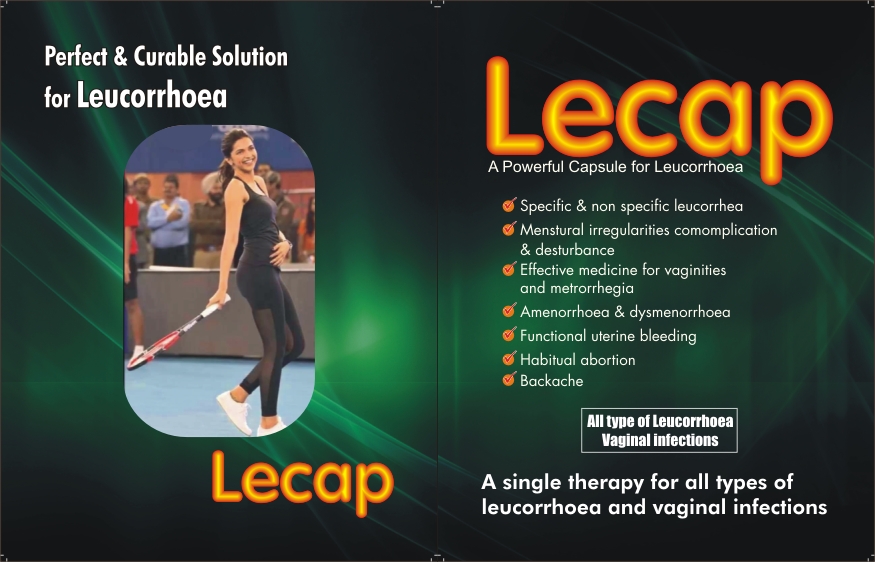 Perfect & Curable Solution
for Leucorrhoea
Lecap
Lecap
A Powerful Capsule for Leucorrhoea
Specific & non specific leucorrhea
Menstural irregularities comomplication
& desturbance
Effective medicine for vaginities
and metrorrhegia
Amenorrhoea & dysmenorrhoea
Functional uterine bleeding
Habitual abortion
Backache
All type of Leucorrhoea
Vaginal infections
A single therapy for all types of
leucorrhoea and vaginal infections